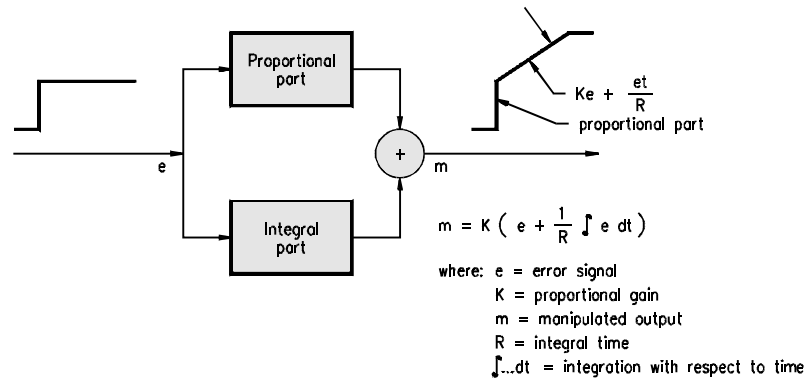 Proportional
part
Ke + et/R
proportional part
e
+
m
Integral
part
m = K ( e + 1/R ∫ e dt )
where: e = error signal
K = proportional gain
m = manipulated output
R = integral time
∫...dt = integration with respect to time